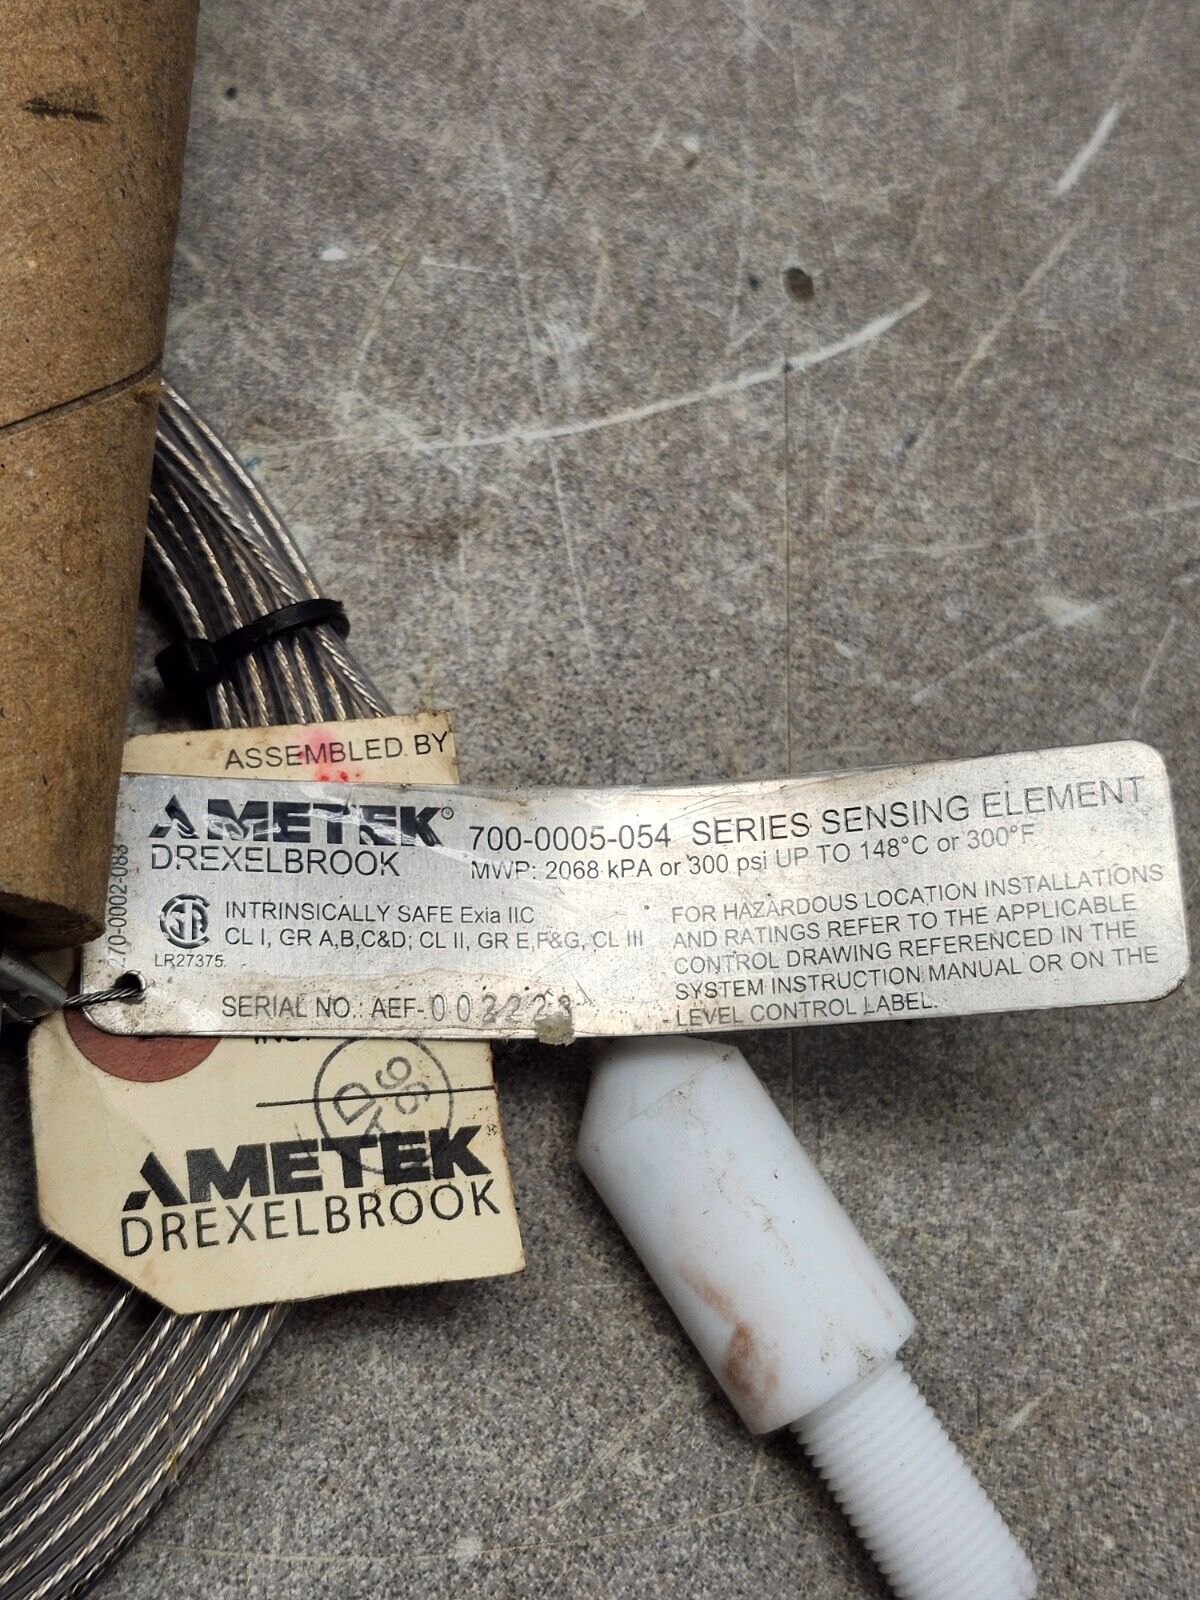 ASSEMBLED BY
AMETEK®
DREXELBROOK
700-0005-054 SERIES SENSING ELEMENT
MWP: 2068 kPA or 300 psi UP TO 148°C or 300°F
270-0002-083
INTRINSICALLY SAFE Exia IIC
CL I, GR A,B,C&D; CL II, GR E,F&G, CL III
LR27375
SERIAL NO.: AEF-002223
FOR HAZARDOUS LOCATION INSTALLATIONS
AND RATINGS REFER TO THE APPLICABLE
CONTROL DRAWING REFERENCED IN THE
SYSTEM INSTRUCTION MANUAL OR ON THE
LEVEL CONTROL LABEL.
AMETEK®
DREXELBROOK